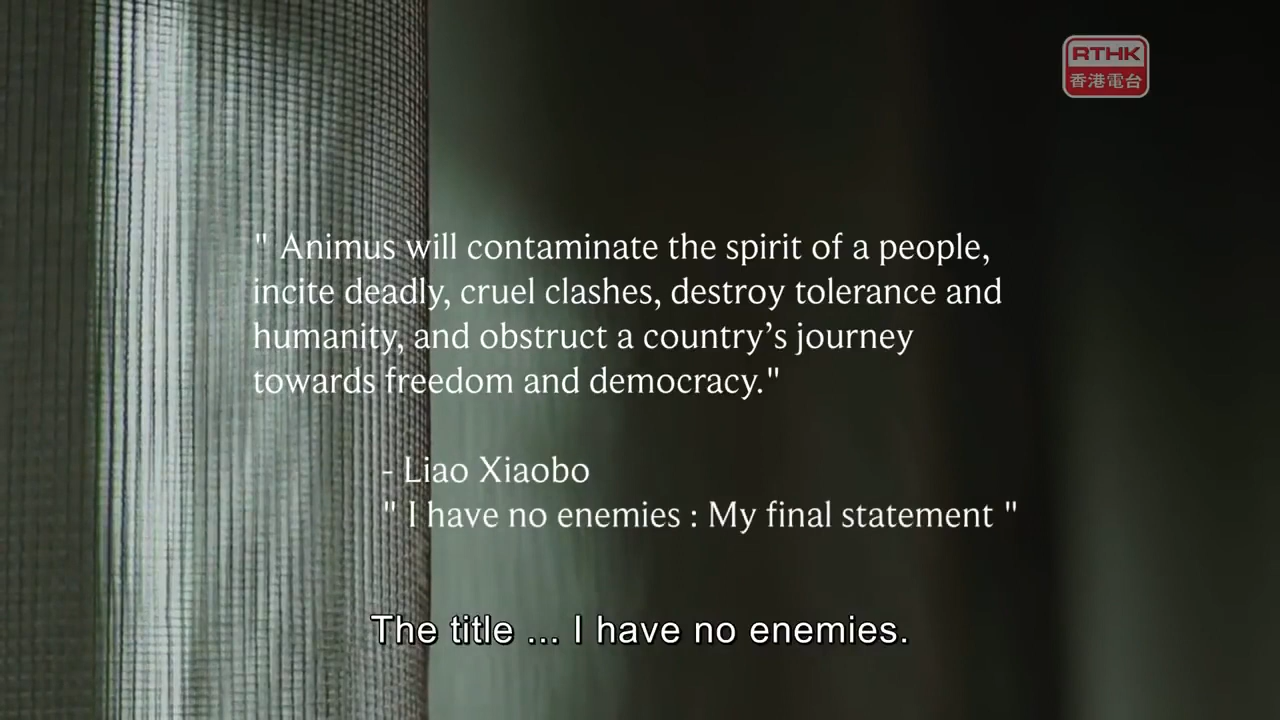 RTHK
香港電台
" Animus will contaminate the spirit of a people,
incite deadly, cruel clashes, destroy tolerance and
humanity, and obstruct a country’s journey
towards freedom and democracy."
- Liao Xiaobo
" I have no enemies : My final statement "
The title ... I have no enemies.